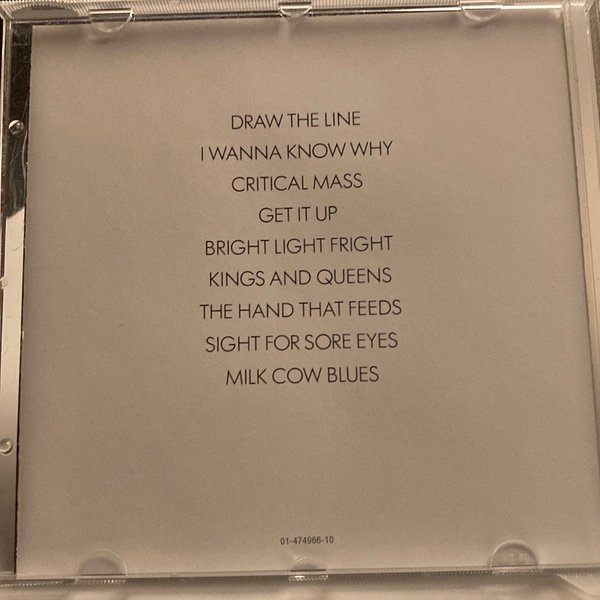 DRAW THE LINE
I WANNA KNOW WHY
CRITICAL MASS
GET IT UP
BRIGHT LIGHT FRIGHT
KINGS AND QUEENS
THE HAND THAT FEEDS
SIGHT FOR SORE EYES
MILK COW BLUES
01-474966-10